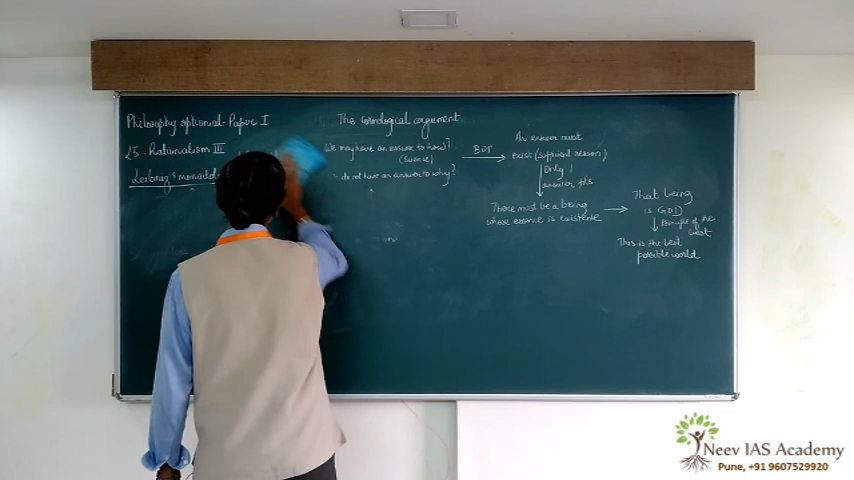 Philosophy optional-Paper I
L5-Rationalism III
Leibniz's monado
The cosmological argument
We may have an answer to how?
(science)
do not have an answer to why?
BUT
An answer must
exist (sufficient reason)
Only 1
answer this
There must be a being
whose essence is existence
That being
is GOD
Principle of the
best
This is the best
possible world.
Neev IAS Academy
Pune, +91 9607529920